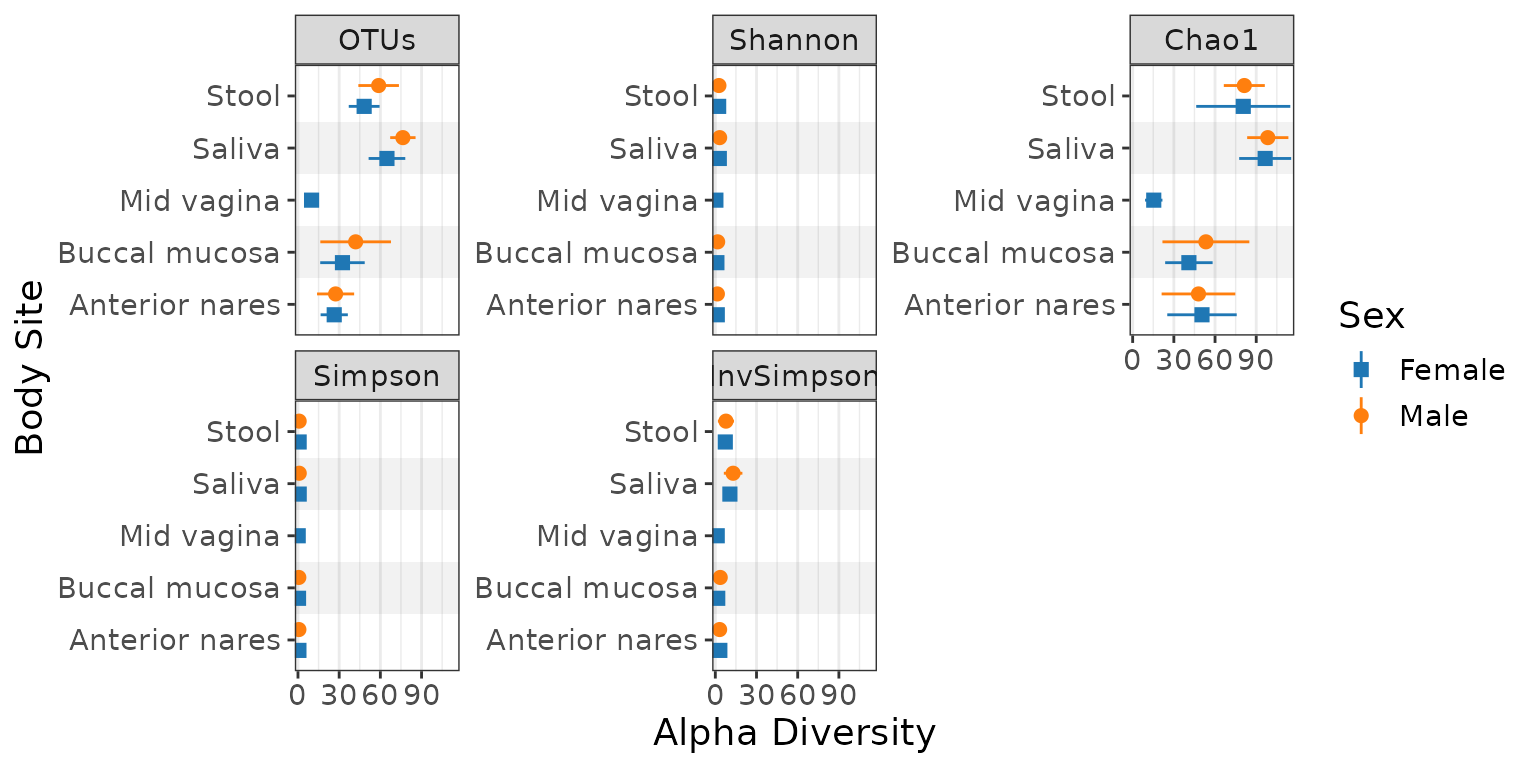 OTUs
Shannon
Chao1
Stool
Saliva
Mid vagina
Buccal mucosa
Anterior nares
Stool
Saliva
Mid vagina
Buccal mucosa
Anterior nares
Stool
Saliva
Mid vagina
Buccal mucosa
Anterior nares
0 30 60 90
Simpson
InvSimpson
Stool
Saliva
Mid vagina
Buccal mucosa
Anterior nares
Stool
Saliva
Mid vagina
Buccal mucosa
Anterior nares
0 30 60 90
0 30 60 90
Alpha Diversity
Body Site
Sex
Female
Male